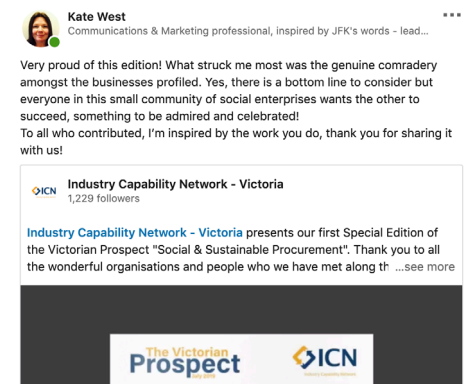 Kate West
Communications & Marketing professional, inspired by JFK's words - lead...
Very proud of this edition! What struck me most was the genuine comradery
amongst the businesses profiled. Yes, there is a bottom line to consider but
everyone in this small community of social enterprises wants the other to
succeed, something to be admired and celebrated!
To all who contributed, I'm inspired by the work you do, thank you for sharing it
with us!
ICN
Industry Capability Network - Victoria
1,229 followers
Industry Capability Network - Victoria presents our first Special Edition of
the Victorian Prospect "Social & Sustainable Procurement". Thank you to all
the wonderful organisations and people who we have met along th ...see more
The Victorian
Prospect
ICN
Industry Capability Network